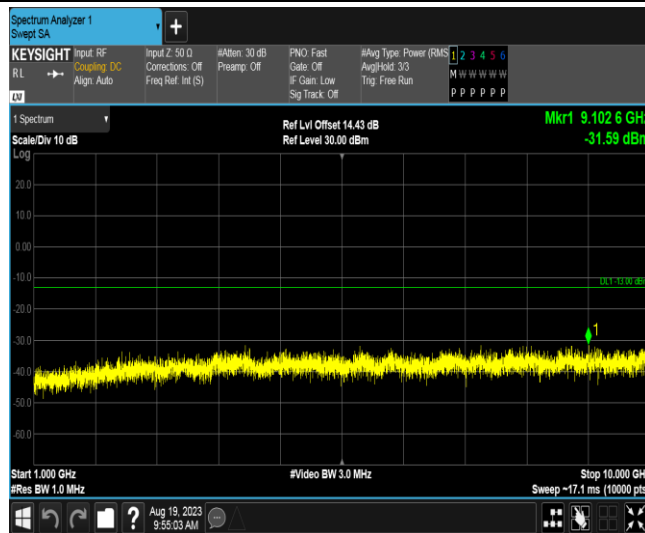 Spectrum Analyzer 1
Swept SA
+
KEYSIGHT
RL
LXI
Input: RF
Coupling: DC
Align: Auto
Input Z: 50 Ω
Corrections: Off
Freq Ref: Int (S)
#Atten: 30 dB
Preamp: Off
PNO: Fast
Gate: Off
IF Gain: Low
Sig Track: Off
#Avg Type: Power (RMS
Avg|Hold: 3/3
Trig: Free Run
1 2 3 4 5 6
M W W W W W
P P P P P P
1 Spectrum
Scale/Div 10 dB
Log
Ref Lvl Offset 14.43 dB
Ref Level 30.00 dBm
Mkr1 9.102 6 GHz
-31.59 dBm
20.0
10.0
0.00
-10.0
DL1 -13.00 dBm
-20.0
-30.0
1
-40.0
-50.0
-60.0
Start 1.000 GHz
#Res BW 1.0 MHz
#Video BW 3.0 MHz
Stop 10.000 GH
Sweep ~17.1 ms (10000 pts
?
Aug 19, 2023
9:55:03 AM